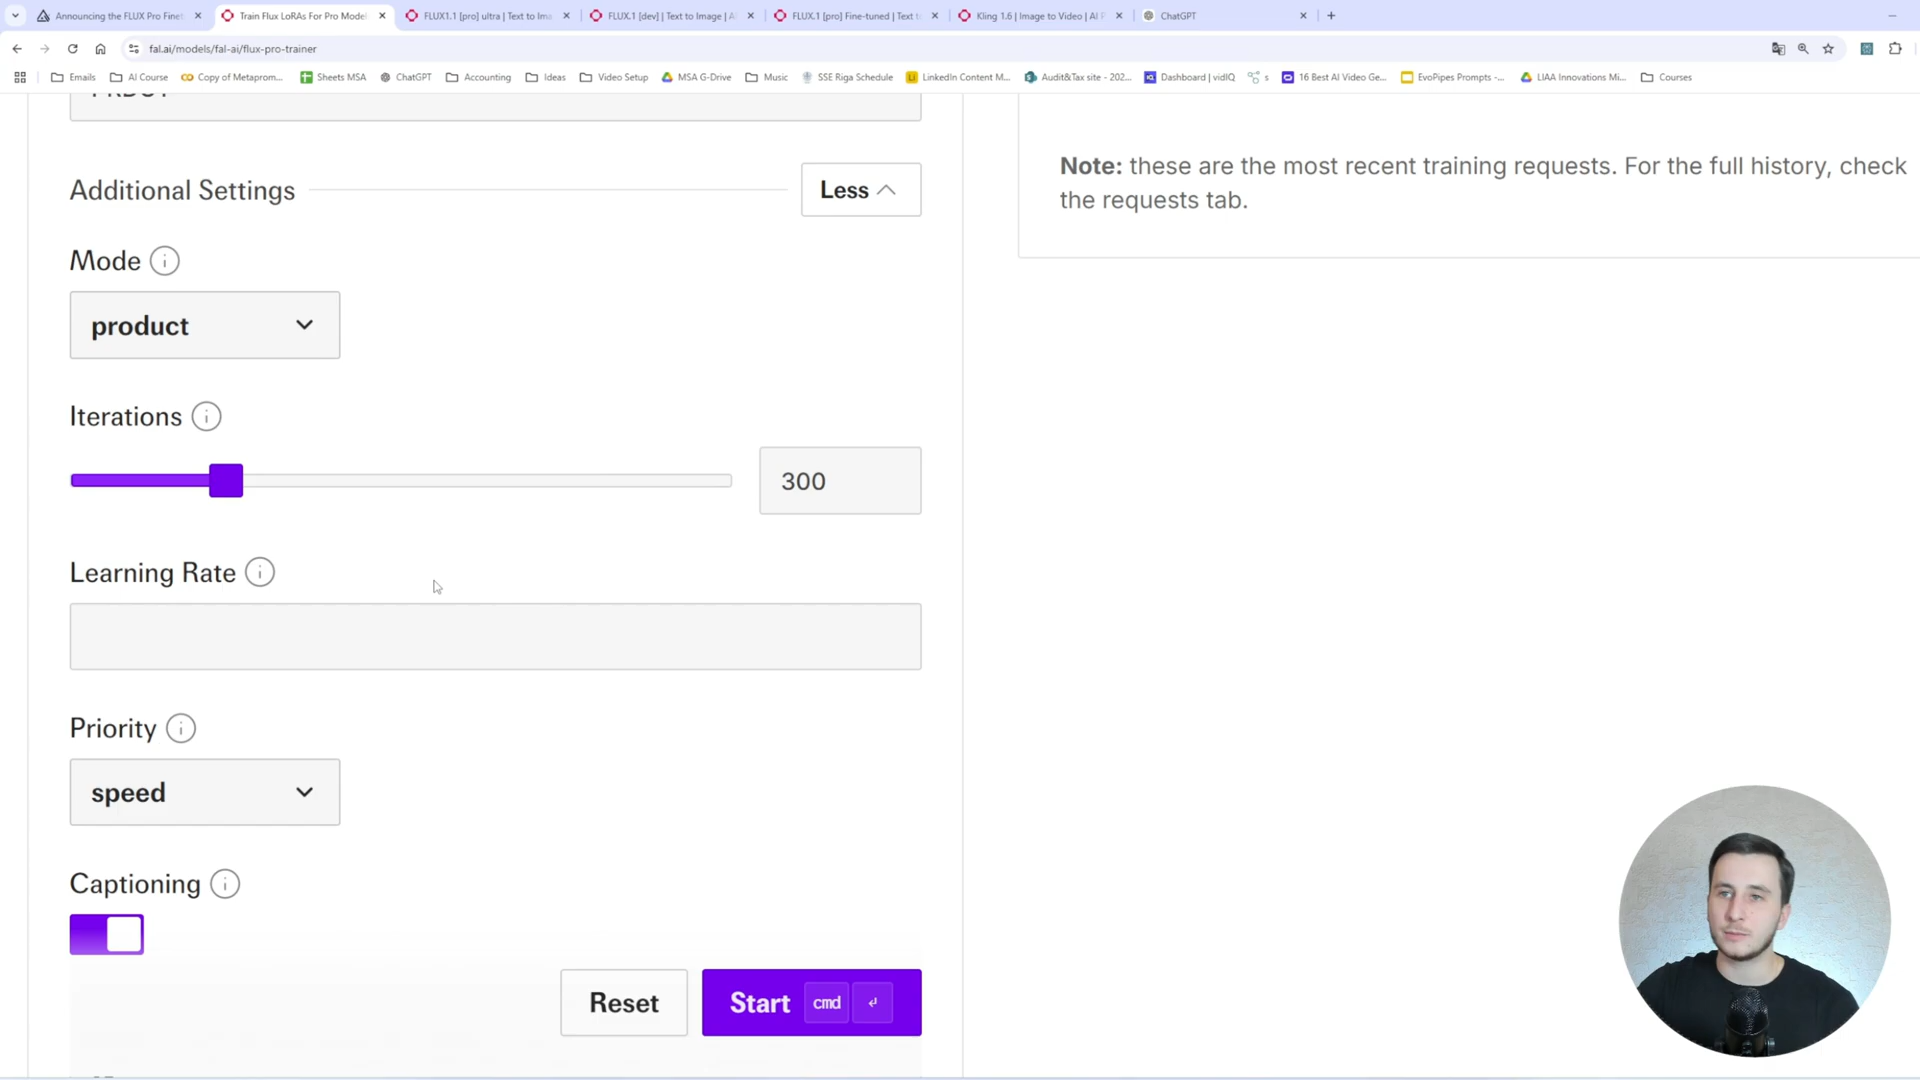 Announcing the FLUX Pro Finet
Train Flux LoRAs For Pro Model
FLUX1.1 [pro] ultra | Text to Ima
FLUX.1 [dev] | Text to Image | AI
FLUX.1 [pro] Fine-tuned | Text t
Kling 1.6 | Image to Video | AI P
ChatGPT
fal.ai/models/fal-ai/flux-pro-trainer
Emails
AI Course
Copy of Metaprom...
Sheets MSA
ChatGPT
Accounting
Ideas
Video Setup
MSA G-Drive
Music
SSE Riga Schedule
LinkedIn Content M...
Audit&Tax site - 202...
Dashboard | vidIQ
s
16 Best AI Video Ge...
EvoPipes Prompts -...
LIAA Innovations Mi...
Courses
Additional Settings
Less
Mode
product
Iterations
300
Learning Rate
Priority
speed
Captioning
Reset
Start cmd
Note: these are the most recent training requests. For the full history, check
the requests tab.